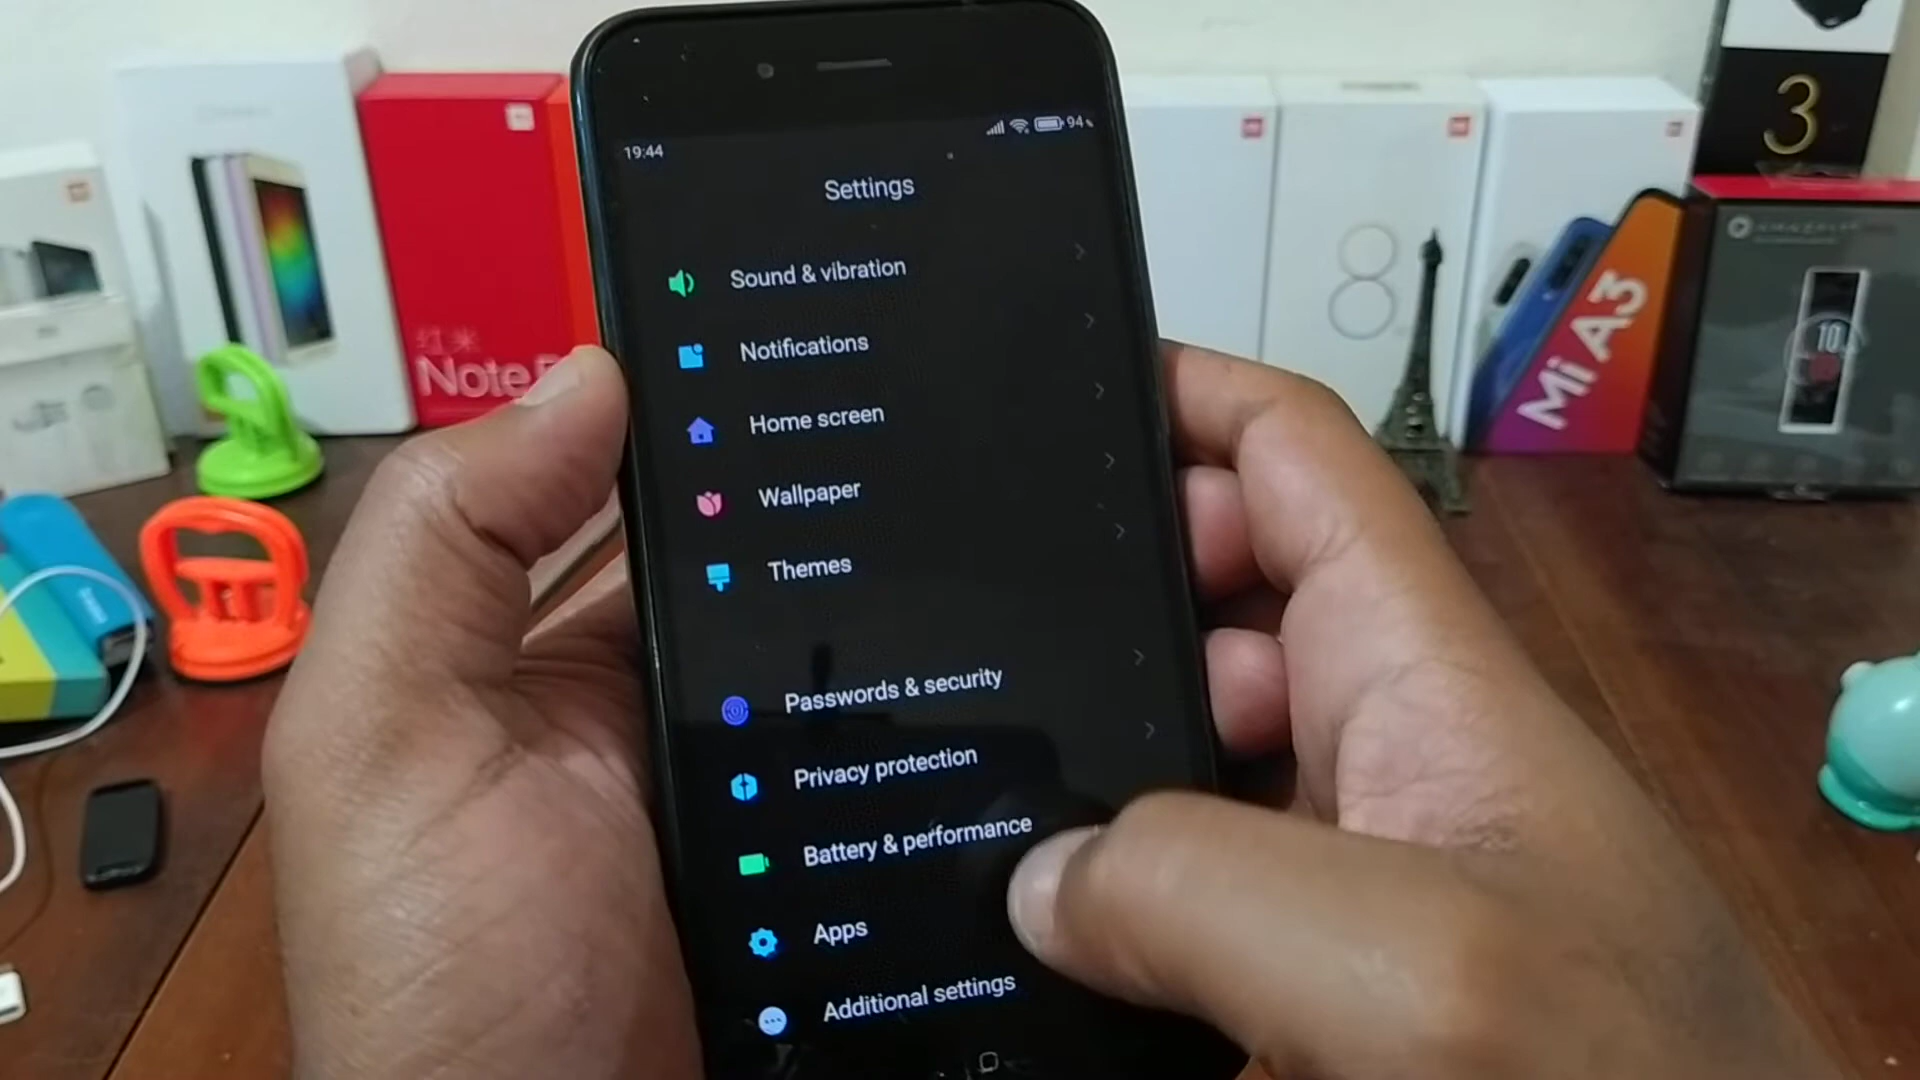 19:44
94%
Settings
Sound & vibration
Notifications
Home screen
Wallpaper
Themes
Passwords & security
Privacy protection
Battery & performance
Apps
Additional settings
红米
Note
8
Mi A3
3
10